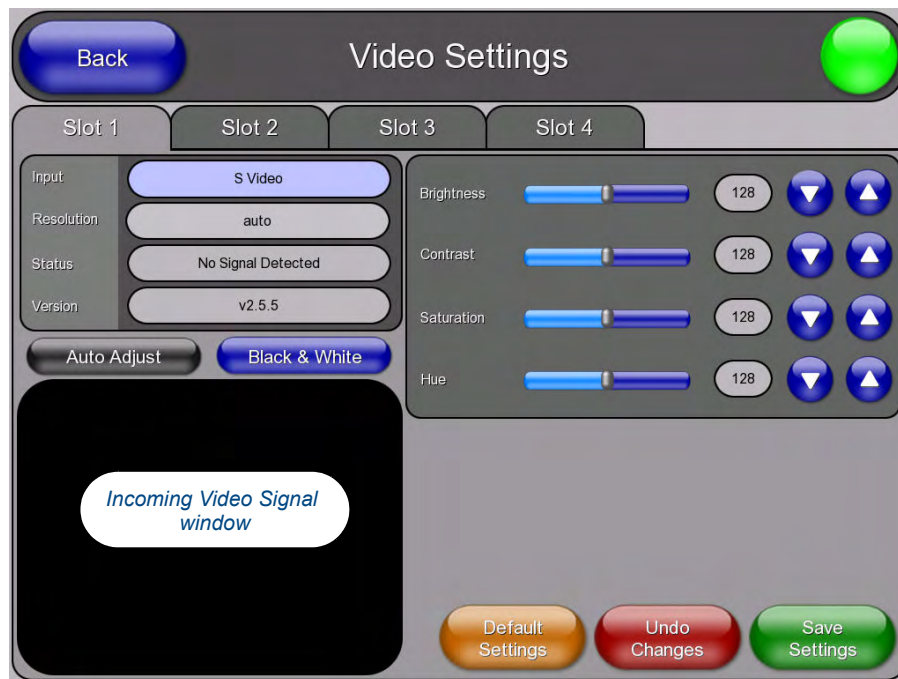 Back
Video Settings
Slot 1
Slot 2
Slot 3
Slot 4
Input
S Video
Resolution
auto
Status
No Signal Detected
Version
v2.5.5
Auto Adjust
Black & White
Brightness
128
Contrast
128
Saturation
128
Hue
128
Incoming Video Signal
window
Default
Settings
Undo
Changes
Save
Settings